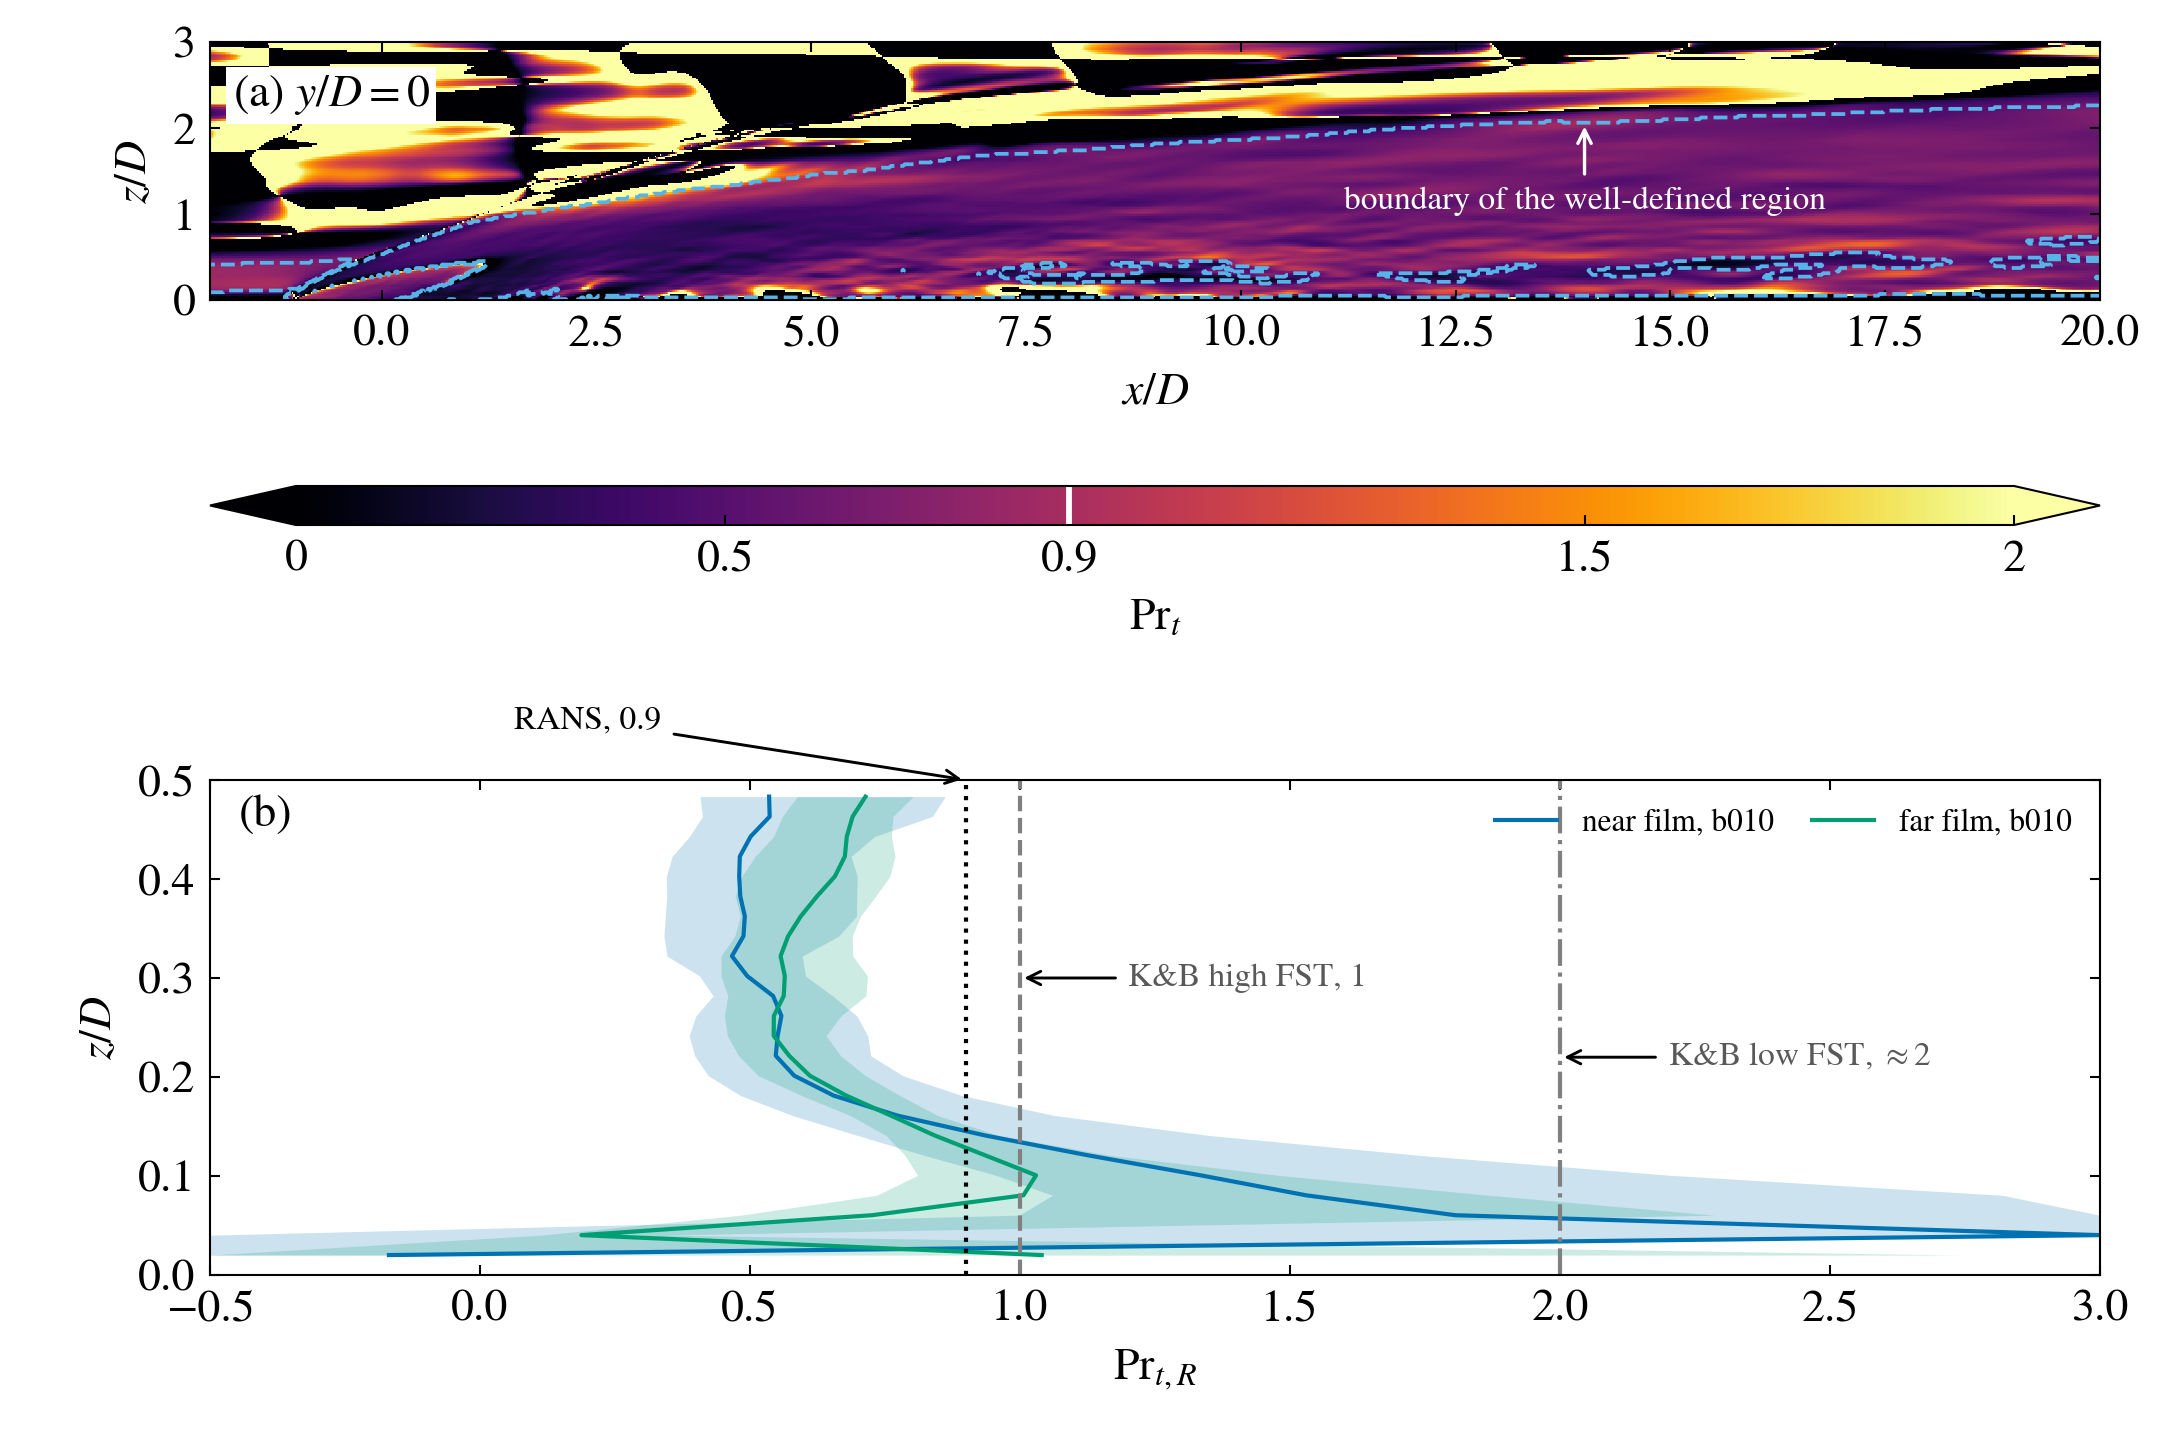 (a) y/D = 0
3
2
1
0
z/D
0.0 2.5 5.0 7.5 10.0 12.5 15.0 17.5 20.0
x/D
boundary of the well-defined region
0 0.5 0.9 1.5 2
Pr_t
RANS, 0.9
(b)
near film, b010 far film, b010
K&B high FST, 1
K&B low FST, ≈2
0.5
0.4
0.3
0.2
0.1
0.0
z/D
−0.5 0.0 0.5 1.0 1.5 2.0 2.5 3.0
Pr_{t, R}